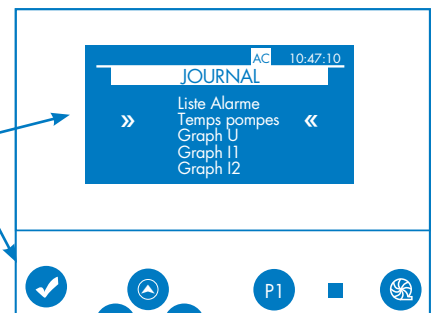 AC 10:47:10
JOURNAL
Liste Alarme
» Temps pompes «
Graph U
Graph I1
Graph I2
P1